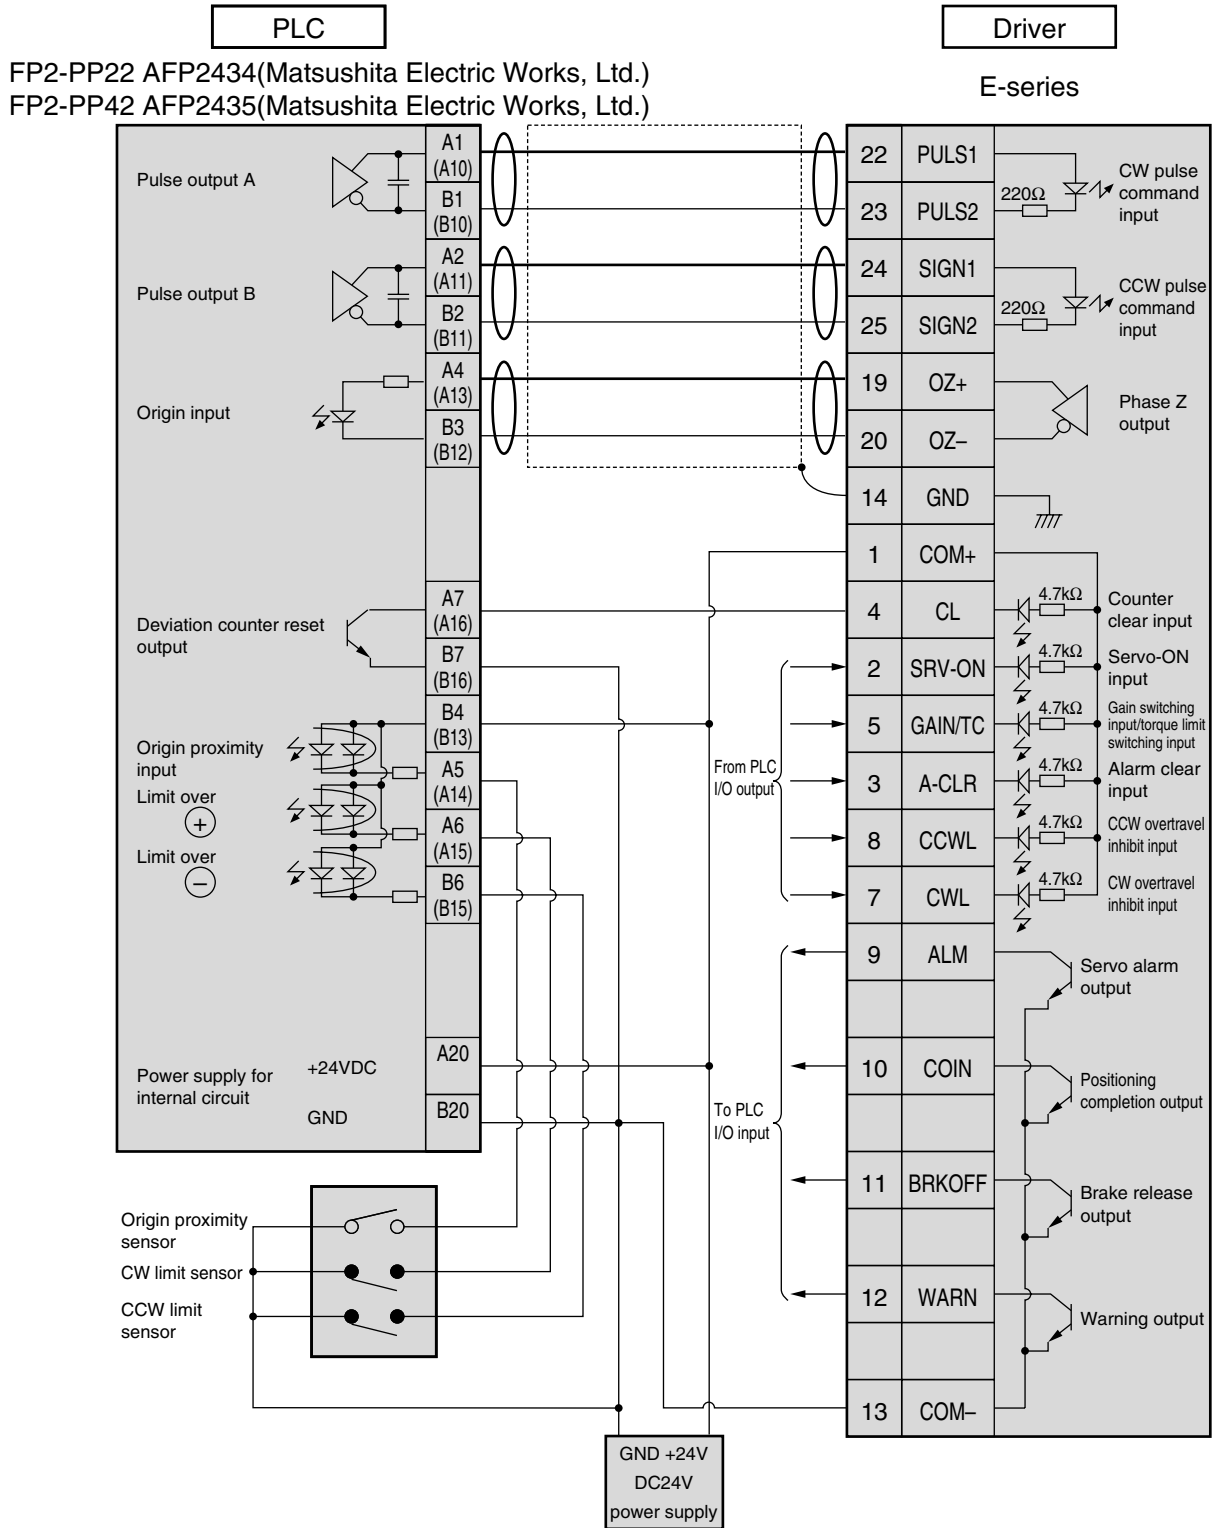 PLC
Driver
FP2-PP22 AFP2434(Matsushita Electric Works, Ltd.)
FP2-PP42 AFP2435(Matsushita Electric Works, Ltd.)
E-series
Pulse output A
A1
(A10)
B1
(B10)
Pulse output B
A2
(A11)
B2
(B11)
Origin input
A4
(A13)
B3
(B12)
Deviation counter reset
output
A7
(A16)
B7
(B16)
B4
(B13)
Origin proximity
input
A5
(A14)
Limit over
+
A6
(A15)
Limit over
–
B6
(B15)
Power supply for
internal circuit
+24VDC
GND
A20
B20
22 PULS1
23 PULS2
220Ω
CW pulse
command
input
24 SIGN1
25 SIGN2
220Ω
CCW pulse
command
input
19 OZ+
20 OZ–
Phase Z
output
14 GND
1 COM+
4 CL
4.7kΩ
Counter
clear input
2 SRV-ON
4.7kΩ
Servo-ON
input
5 GAIN/TC
4.7kΩ
Gain switching
input/torque limit
switching input
3 A-CLR
4.7kΩ
Alarm clear
input
8 CCWL
4.7kΩ
CCW overtravel
inhibit input
7 CWL
4.7kΩ
CW overtravel
inhibit input
From PLC
I/O output
9 ALM
Servo alarm
output
10 COIN
Positioning
completion output
To PLC
I/O input
11 BRKOFF
Brake release
output
12 WARN
Warning output
13 COM–
Origin proximity
sensor
CW limit sensor
CCW limit
sensor
GND +24V
DC24V
power supply